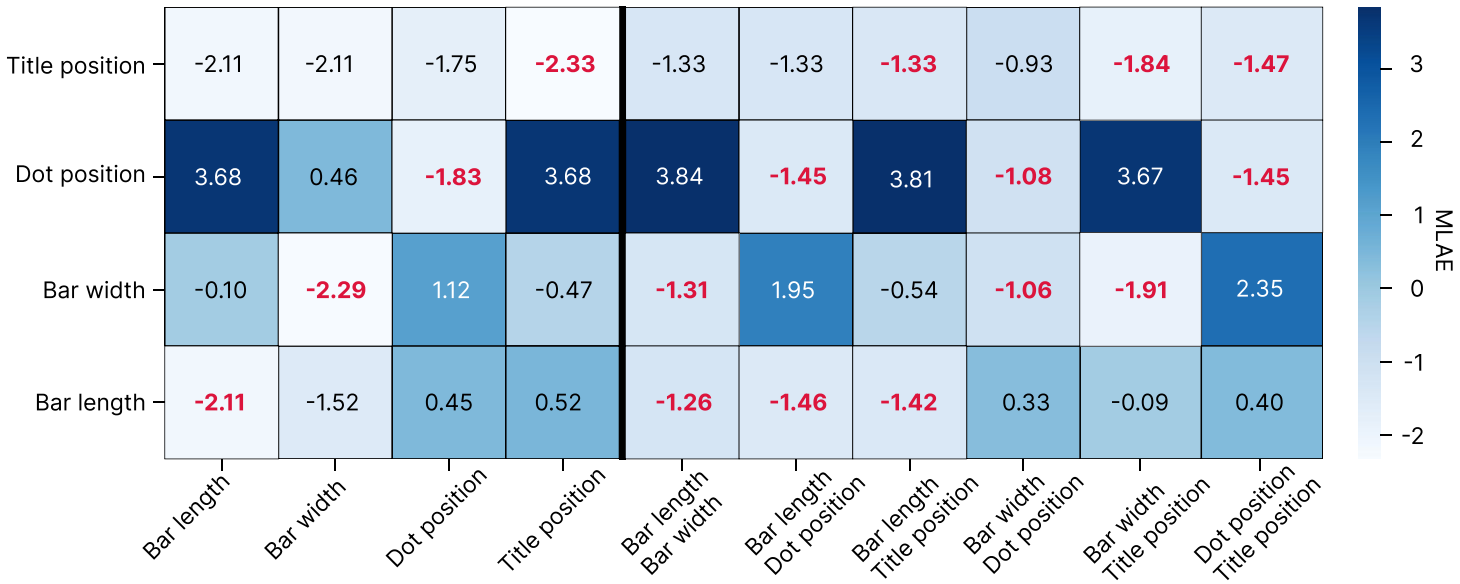 Title position -2.11 -2.11 -1.75 -2.33 -1.33 -1.33 -1.33 -0.93 -1.84 -1.47
Dot position 3.68 0.46 -1.83 3.68 3.84 -1.45 3.81 -1.08 3.67 -1.45
Bar width -0.10 -2.29 1.12 -0.47 -1.31 1.95 -0.54 -1.06 -1.91 2.35
Bar length -2.11 -1.52 0.45 0.52 -1.26 -1.46 -1.42 0.33 -0.09 0.40
Bar length
Bar width
Dot position
Title position
Bar length
Bar width
Bar length
Dot position
Bar length
Title position
Bar width
Dot position
Bar width
Title position
Dot position
Title position
3
2
1
0
-1
-2
MLAE